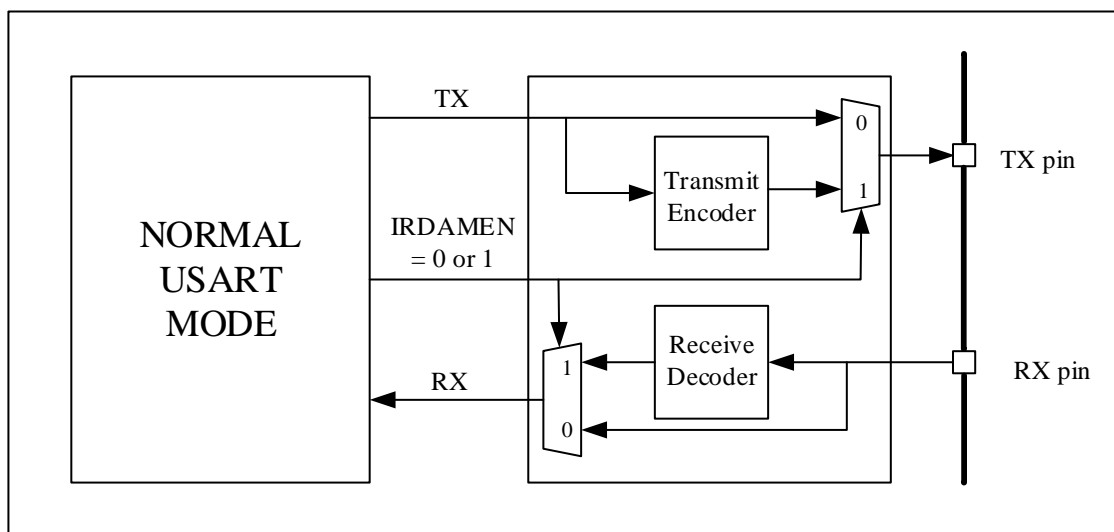 TX
0
Transmit
Encoder
1
TX pin
NORMAL
USART
MODE
IRDAMEN
= 0 or 1
Receive
Decoder
1
RX
0
RX pin